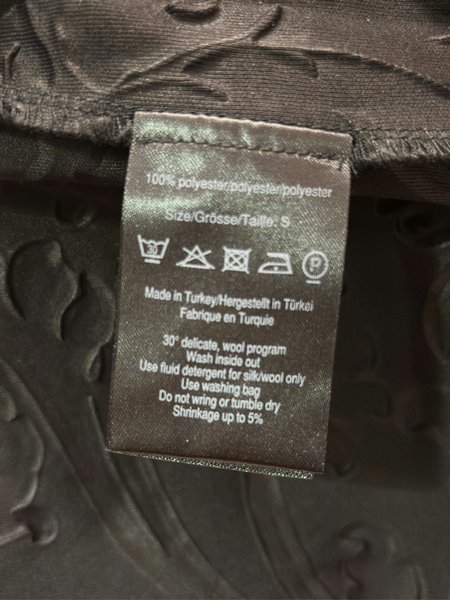 100% polyester/polyester/polyester
Size/Grösse/Taille: S
30 P
Made in Turkey/Hergestellt in Türkei
Fabrique en Turquie
30° delicate, wool program
Wash inside out
Use fluid detergent for silk/wool only
Use washing bag
Do not wring or tumble dry
Shrinkage up to 5%